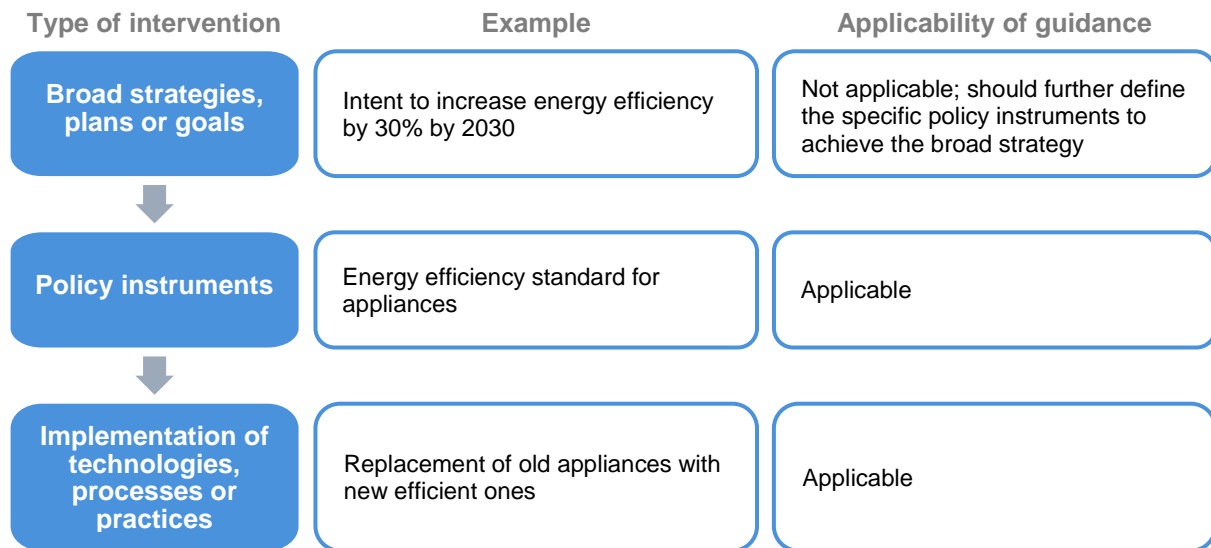 Type of intervention
Example
Applicability of guidance
Broad strategies,
plans or goals
Intent to increase energy efficiency
by 30% by 2030
Not applicable; should further define
the specific policy instruments to
achieve the broad strategy
Policy instruments
Energy efficiency standard for
appliances
Applicable
Implementation of
technologies,
processes or
practices
Replacement of old appliances with
new efficient ones
Applicable